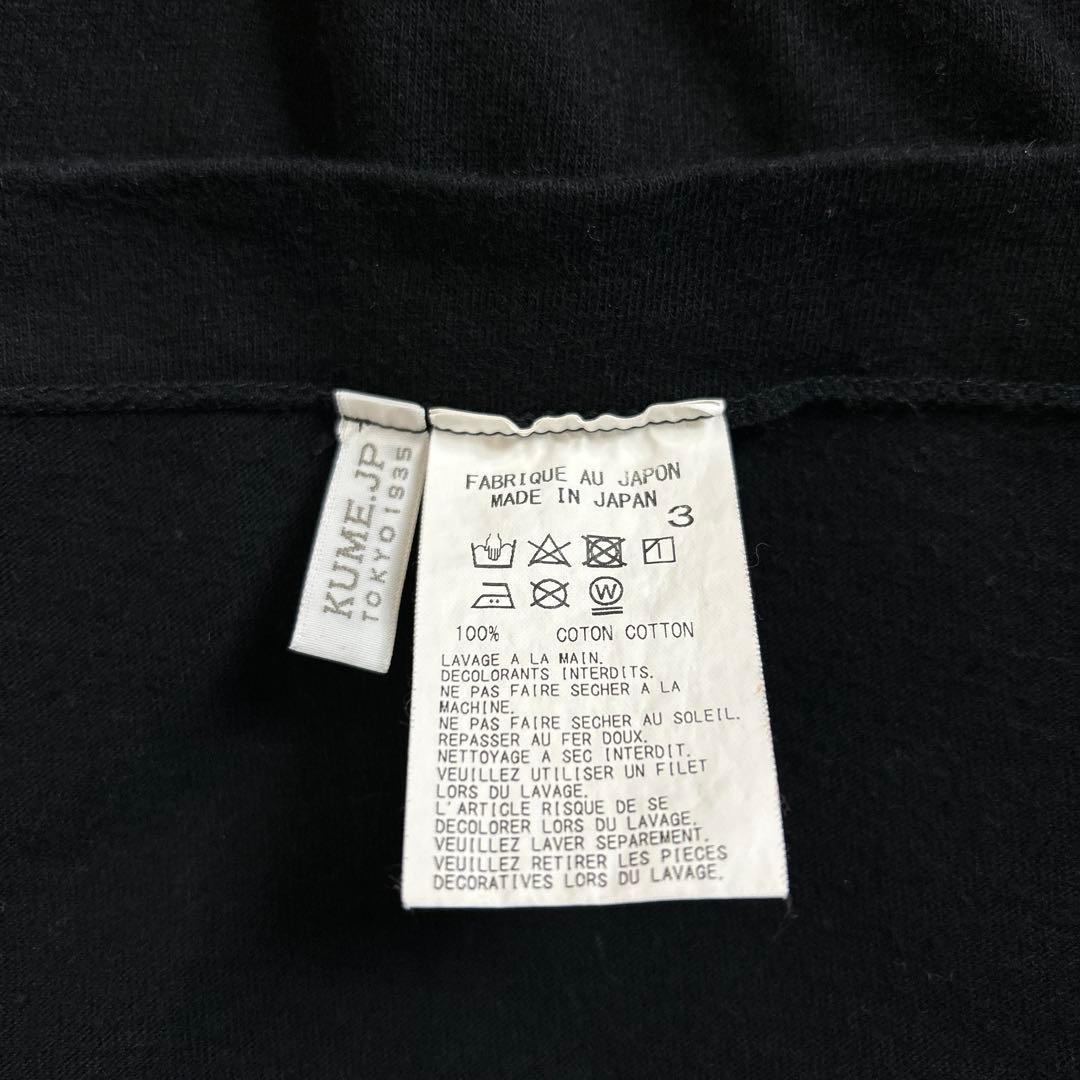 KUME.JP
TOKYO1935
FABRIQUE AU JAPON
MADE IN JAPAN
3
W
100% COTON COTTON
LAVAGE A LA MAIN.
DECOLORANTS INTERDITS.
NE PAS FAIRE SECHER A LA
MACHINE.
NE PAS FAIRE SECHER AU SOLEIL.
REPASSER AU FER DOUX.
NETTOYAGE A SEC INTERDIT.
VEUILLEZ UTILISER UN FILET
LORS DU LAVAGE.
L'ARTICLE RISQUE DE SE
DECOLORER LORS DU LAVAGE.
VEUILLEZ LAVER SEPAREMENT.
VEUILLEZ RETIRER LES PIECES
DECORATIVES LORS DU LAVAGE.